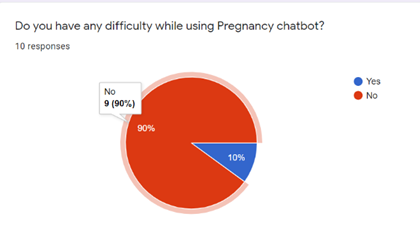 Do you have any difficulty while using Pregnancy chatbot?
10 responses
No
9 (90%)
90%
10%
Yes
No